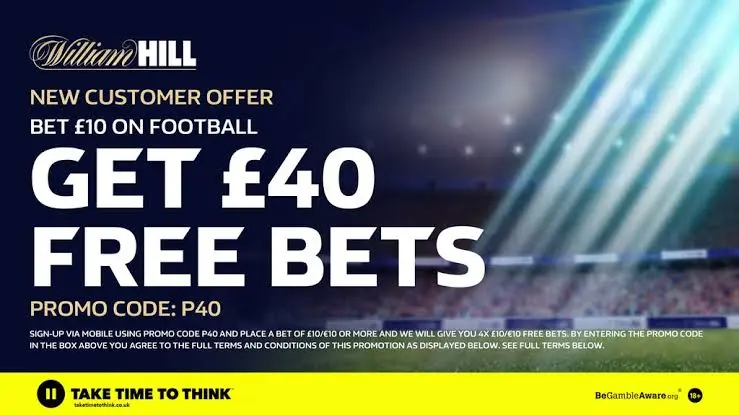 William HILL
NEW CUSTOMER OFFER
BET £10 ON FOOTBALL
GET £40
FREE BETS
PROMO CODE: P40
SIGN-UP VIA MOBILE USING PROMO CODE P40 AND PLACE A BET OF £10/€10 OR MORE AND WE WILL GIVE YOU 4X £10/€10 FREE BETS. BY ENTERING THE PROMO CODE
IN THE BOX ABOVE YOU AGREE TO THE FULL TERMS AND CONDITIONS OF THIS PROMOTION AS DISPLAYED BELOW. SEE FULL TERMS BELOW.
TAKE TIME TO THINK
taketimetothink.co.uk
BeGambleAware.org®
18+